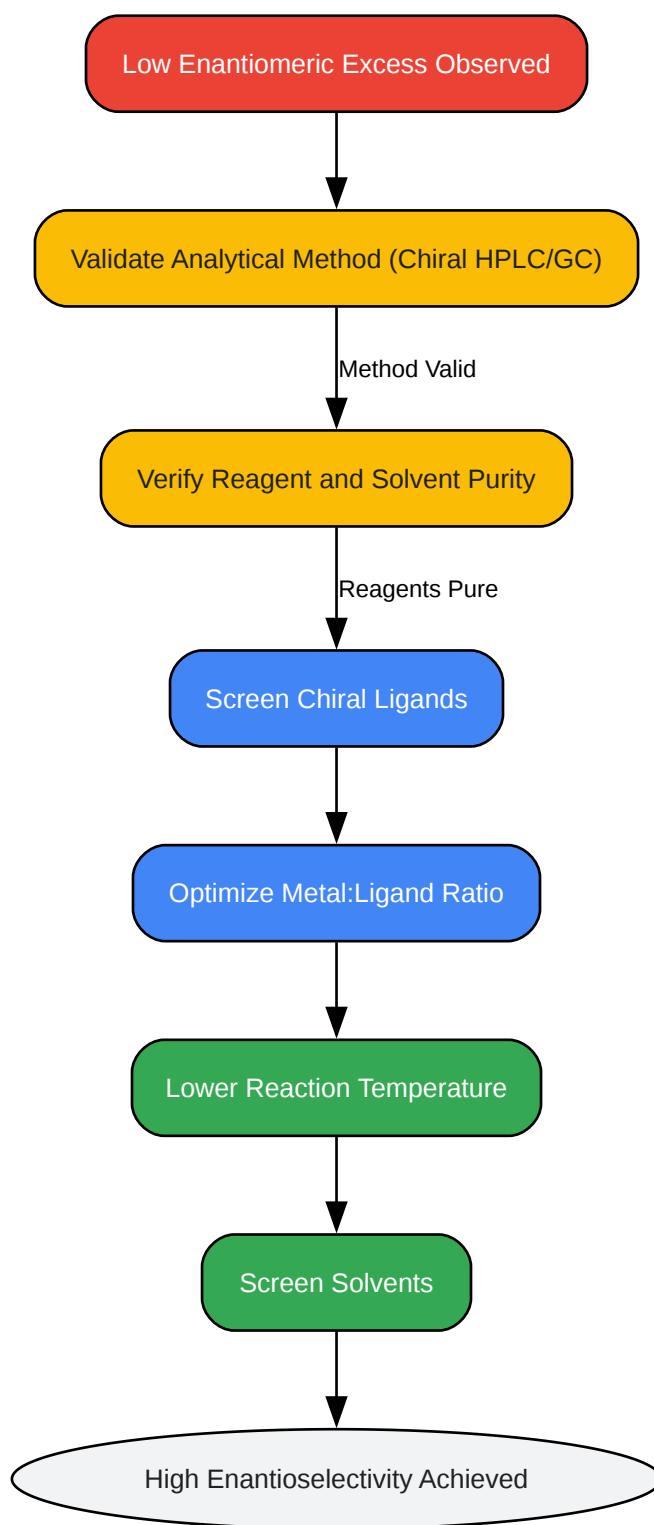 Low Enantiomeric Excess Observed
Validate Analytical Method (Chiral HPLC/GC)
Method Valid
Verify Reagent and Solvent Purity
Reagents Pure
Screen Chiral Ligands
Optimize Metal:Ligand Ratio
Lower Reaction Temperature
Screen Solvents
High Enantioselectivity Achieved